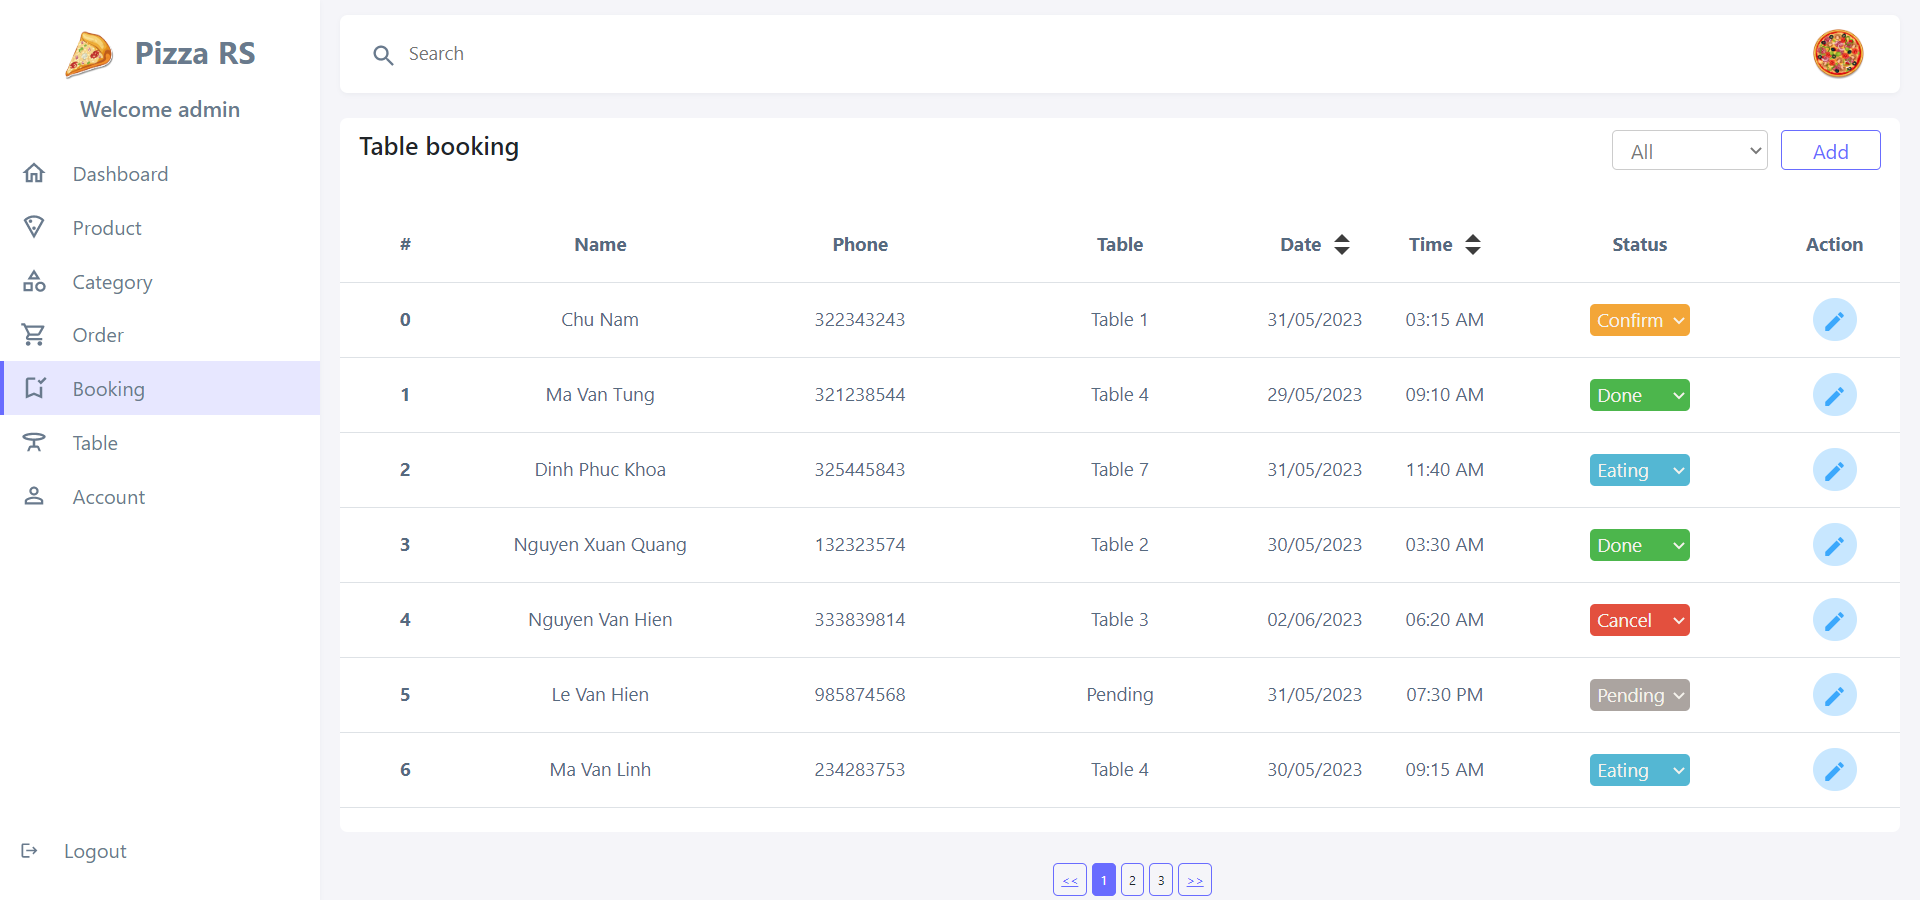 Pizza RS
Welcome admin
Dashboard
Product
Category
Order
Booking
Table
Account
Logout
Search
Table booking
All
Add
# Name Phone Table Date Time Status Action
0 Chu Nam 322343243 Table 1 31/05/2023 03:15 AM Confirm
1 Ma Van Tung 321238544 Table 4 29/05/2023 09:10 AM Done
2 Dinh Phuc Khoa 325445843 Table 7 31/05/2023 11:40 AM Eating
3 Nguyen Xuan Quang 132323574 Table 2 30/05/2023 03:30 AM Done
4 Nguyen Van Hien 333839814 Table 3 02/06/2023 06:20 AM Cancel
5 Le Van Hien 985874568 Pending 31/05/2023 07:30 PM Pending
6 Ma Van Linh 234283753 Table 4 30/05/2023 09:15 AM Eating
<< 1 2 3 >>